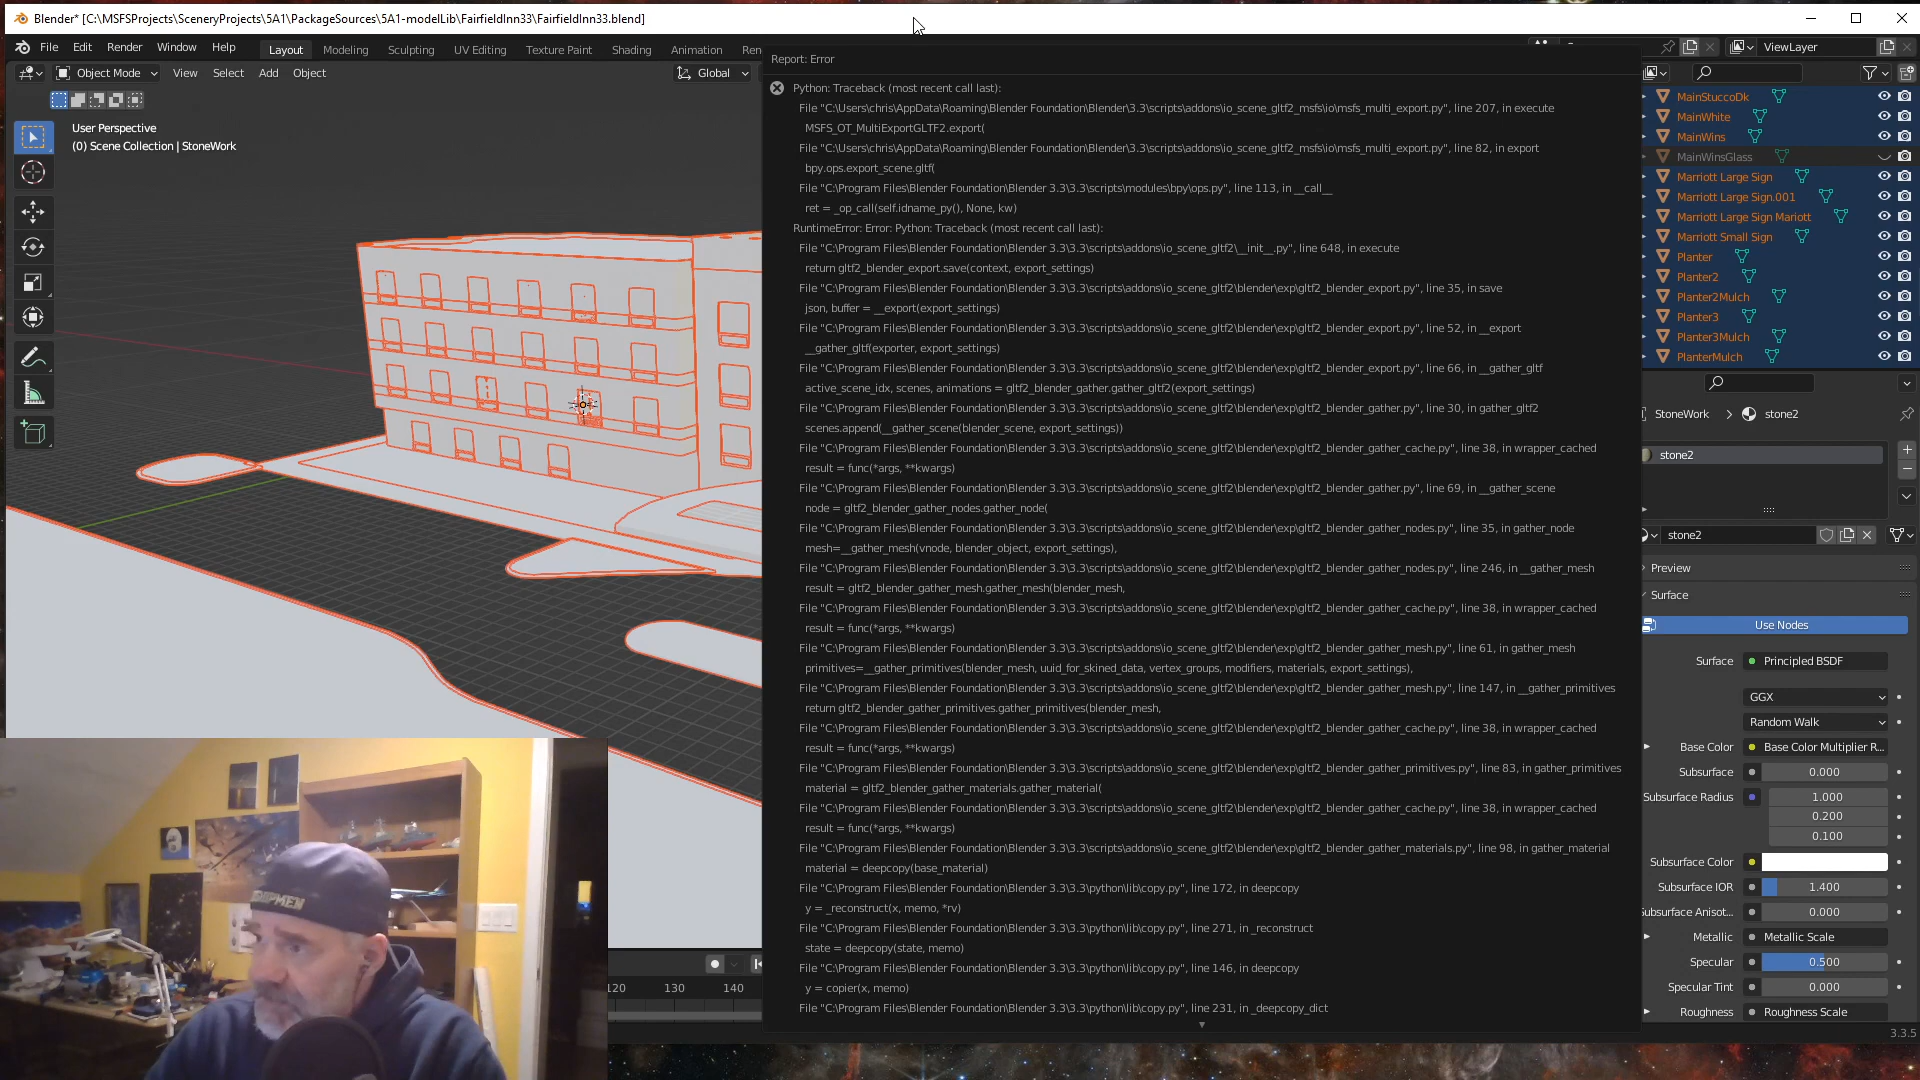 Blender* [C:\MSFSProjects\SceneryProjects\5A1\PackageSources\5A1-modelLib\FairfieldInn33\FairfieldInn33.blend]
File Edit Render Window Help Layout Modeling Sculpting UV Editing Texture Paint Shading Animation Ren
ViewLayer
Object Mode View Select Add Object Global
User Perspective
(0) Scene Collection | StoneWork
Report: Error
Python: Traceback (most recent call last):
File "C:\Users\chris\AppData\Roaming\Blender Foundation\Blender\3.3\scripts\addons\io_scene_gltf2_msfs\io\msfs_multi_export.py", line 207, in execute
MSFS_OT_MultiExportGLTF2.export(
File "C:\Users\chris\AppData\Roaming\Blender Foundation\Blender\3.3\scripts\addons\io_scene_gltf2_msfs\io\msfs_multi_export.py", line 82, in export
bpy.ops.export_scene.gltf(
File "C:\Program Files\Blender Foundation\Blender 3.3\3.3\scripts\modules\bpy\ops.py", line 113, in __call__
ret = _op_call(self.idname_py(), None, kw)
RuntimeError: Error: Python: Traceback (most recent call last):
File "C:\Program Files\Blender Foundation\Blender 3.3\3.3\scripts\addons\io_scene_gltf2\__init__.py", line 648, in execute
return gltf2_blender_export.save(context, export_settings)
File "C:\Program Files\Blender Foundation\Blender 3.3\3.3\scripts\addons\io_scene_gltf2\blender\exp\gltf2_blender_export.py", line 35, in save
json, buffer = __export(export_settings)
File "C:\Program Files\Blender Foundation\Blender 3.3\3.3\scripts\addons\io_scene_gltf2\blender\exp\gltf2_blender_export.py", line 52, in __export
__gather_gltf(exporter, export_settings)
File "C:\Program Files\Blender Foundation\Blender 3.3\3.3\scripts\addons\io_scene_gltf2\blender\exp\gltf2_blender_export.py", line 66, in __gather_gltf
active_scene_idx, scenes, animations = gltf2_blender_gather.gather_gltf2(export_settings)
File "C:\Program Files\Blender Foundation\Blender 3.3\3.3\scripts\addons\io_scene_gltf2\blender\exp\gltf2_blender_gather.py", line 30, in gather_gltf2
scenes.append(__gather_scene(blender_scene, export_settings))
File "C:\Program Files\Blender Foundation\Blender 3.3\3.3\scripts\addons\io_scene_gltf2\blender\exp\gltf2_blender_gather_cache.py", line 38, in wrapper_cached
result = func(*args, **kwargs)
File "C:\Program Files\Blender Foundation\Blender 3.3\3.3\scripts\addons\io_scene_gltf2\blender\exp\gltf2_blender_gather.py", line 69, in __gather_scene
node = gltf2_blender_gather_nodes.gather_node(
File "C:\Program Files\Blender Foundation\Blender 3.3\3.3\scripts\addons\io_scene_gltf2\blender\exp\gltf2_blender_gather_nodes.py", line 35, in gather_node
mesh=__gather_mesh(vnode, blender_object, export_settings),
File "C:\Program Files\Blender Foundation\Blender 3.3\3.3\scripts\addons\io_scene_gltf2\blender\exp\gltf2_blender_gather_nodes.py", line 246, in __gather_mesh
result = gltf2_blender_gather_mesh.gather_mesh(blender_mesh,
File "C:\Program Files\Blender Foundation\Blender 3.3\3.3\scripts\addons\io_scene_gltf2\blender\exp\gltf2_blender_gather_cache.py", line 38, in wrapper_cached
result = func(*args, **kwargs)
File "C:\Program Files\Blender Foundation\Blender 3.3\3.3\scripts\addons\io_scene_gltf2\blender\exp\gltf2_blender_gather_mesh.py", line 61, in gather_mesh
primitives=__gather_primitives(blender_mesh, uuid_for_skined_data, vertex_groups, modifiers, materials, export_settings),
File "C:\Program Files\Blender Foundation\Blender 3.3\3.3\scripts\addons\io_scene_gltf2\blender\exp\gltf2_blender_gather_mesh.py", line 147, in __gather_primitives
return gltf2_blender_gather_primitives.gather_primitives(blender_mesh,
File "C:\Program Files\Blender Foundation\Blender 3.3\3.3\scripts\addons\io_scene_gltf2\blender\exp\gltf2_blender_gather_cache.py", line 38, in wrapper_cached
result = func(*args, **kwargs)
File "C:\Program Files\Blender Foundation\Blender 3.3\3.3\scripts\addons\io_scene_gltf2\blender\exp\gltf2_blender_gather_primitives.py", line 83, in gather_primitives
material = gltf2_blender_gather_materials.gather_material(
File "C:\Program Files\Blender Foundation\Blender 3.3\3.3\scripts\addons\io_scene_gltf2\blender\exp\gltf2_blender_gather_cache.py", line 38, in wrapper_cached
result = func(*args, **kwargs)
File "C:\Program Files\Blender Foundation\Blender 3.3\3.3\scripts\addons\io_scene_gltf2\blender\exp\gltf2_blender_gather_materials.py", line 98, in gather_material
material = deepcopy(base_material)
File "C:\Program Files\Blender Foundation\Blender 3.3\3.3\python\lib\copy.py", line 172, in deepcopy
y = _reconstruct(x, memo, *rv)
File "C:\Program Files\Blender Foundation\Blender 3.3\3.3\python\lib\copy.py", line 271, in _reconstruct
state = deepcopy(state, memo)
File "C:\Program Files\Blender Foundation\Blender 3.3\3.3\python\lib\copy.py", line 146, in deepcopy
y = copier(x, memo)
File "C:\Program Files\Blender Foundation\Blender 3.3\3.3\python\lib\copy.py", line 231, in _deepcopy_dict
MainStuccoDk
MainWhite
MainWins
MainWinsGlass
Marriott Large Sign
Marriott Large Sign.001
Marriott Large Sign Mariott
Marriott Small Sign
Planter
Planter2
Planter2Mulch
Planter3
Planter3Mulch
PlanterMulch
StoneWork > stone2
stone2
stone2
Preview
Surface
Use Nodes
Surface Principled BSDF
GGX
Random Walk
Base Color Base Color Multiplier R...
Subsurface 0.000
Subsurface Radius 1.000
0.200
0.100
Subsurface Color
Subsurface IOR 1.400
Subsurface Anisot... 0.000
Metallic Metallic Scale
Specular 0.500
Specular Tint 0.000
Roughness Roughness Scale
120 130 140
3.3.5